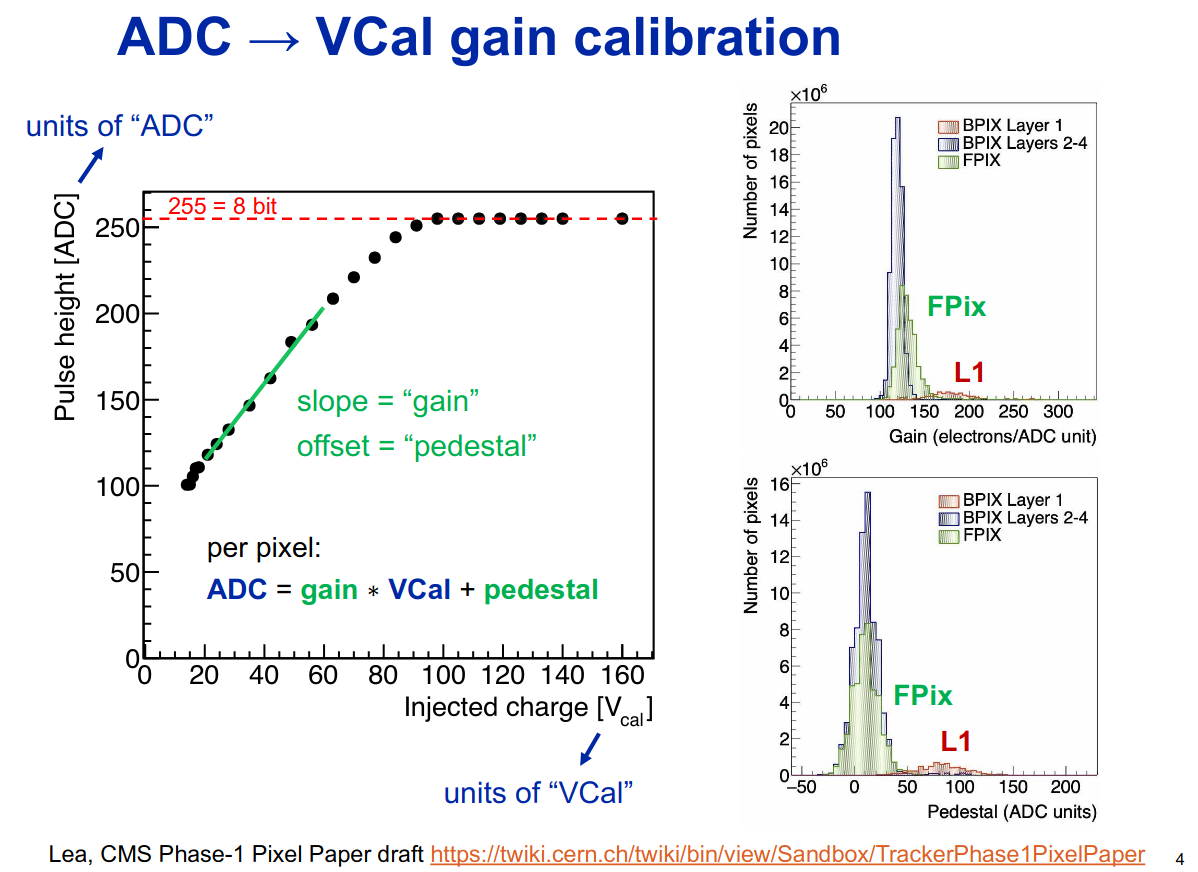 ADC → VCal gain calibration
units of “ADC”
Pulse height [ADC]
250
200
150
100
50
0
255 = 8 bit
slope = “gain”
offset = “pedestal”
per pixel:
ADC = gain ∗ VCal + pedestal
0 20 40 60 80 100 120 140 160
Injected charge [Vcal]
units of “VCal”
×10⁶
Number of pixels
20
18
16
14
12
10
8
6
4
2
0
BPIX Layer 1
BPIX Layers 2-4
FPIX
FPix
L1
0 50 100 150 200 250 300
Gain (electrons/ADC unit)
×10⁶
Number of pixels
16
14
12
10
8
6
4
2
0
BPIX Layer 1
BPIX Layers 2-4
FPIX
FPix
L1
−50 0 50 100 150 200
Pedestal (ADC units)
Lea, CMS Phase-1 Pixel Paper draft https://twiki.cern.ch/twiki/bin/view/Sandbox/TrackerPhase1PixelPaper
4